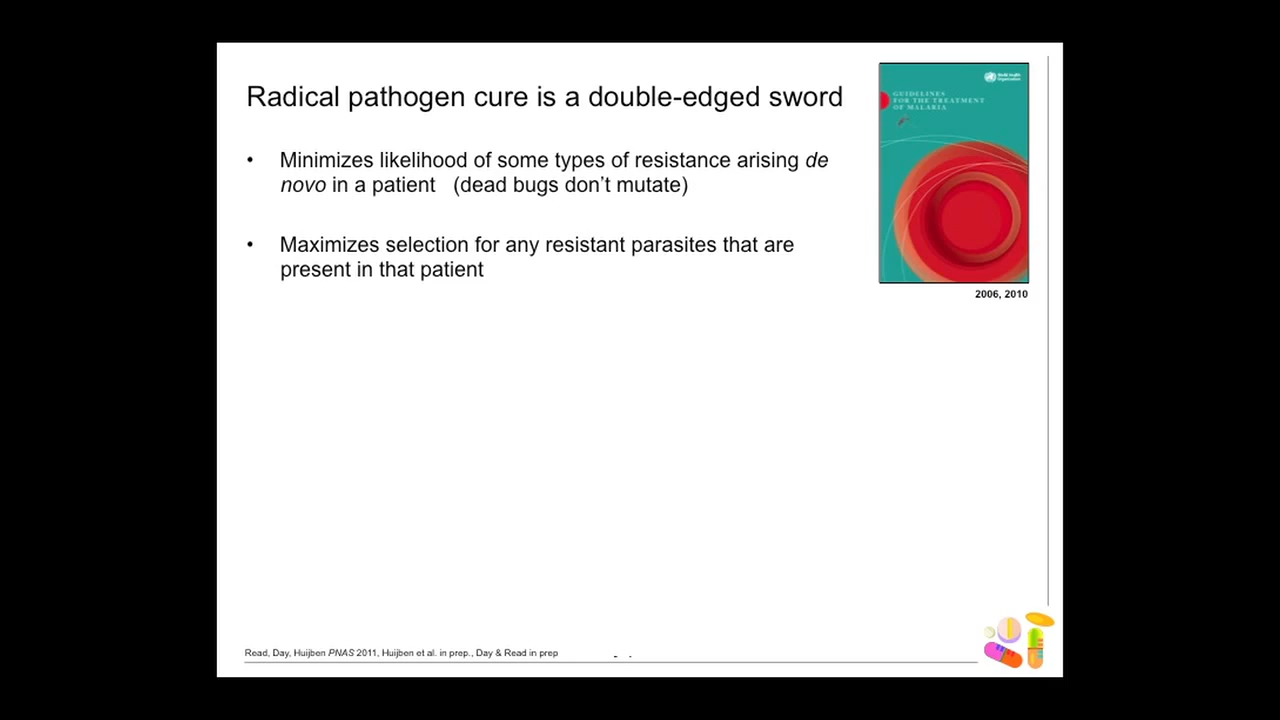 Radical pathogen cure is a double-edged sword
• Minimizes likelihood of some types of resistance arising de
novo in a patient (dead bugs don’t mutate)
• Maximizes selection for any resistant parasites that are
present in that patient
World Health
Organization
GUIDELINES
FOR THE TREATMENT
OF MALARIA
2006, 2010
Read, Day, Huijben PNAS 2011, Huijben et al. in prep., Day & Read in prep